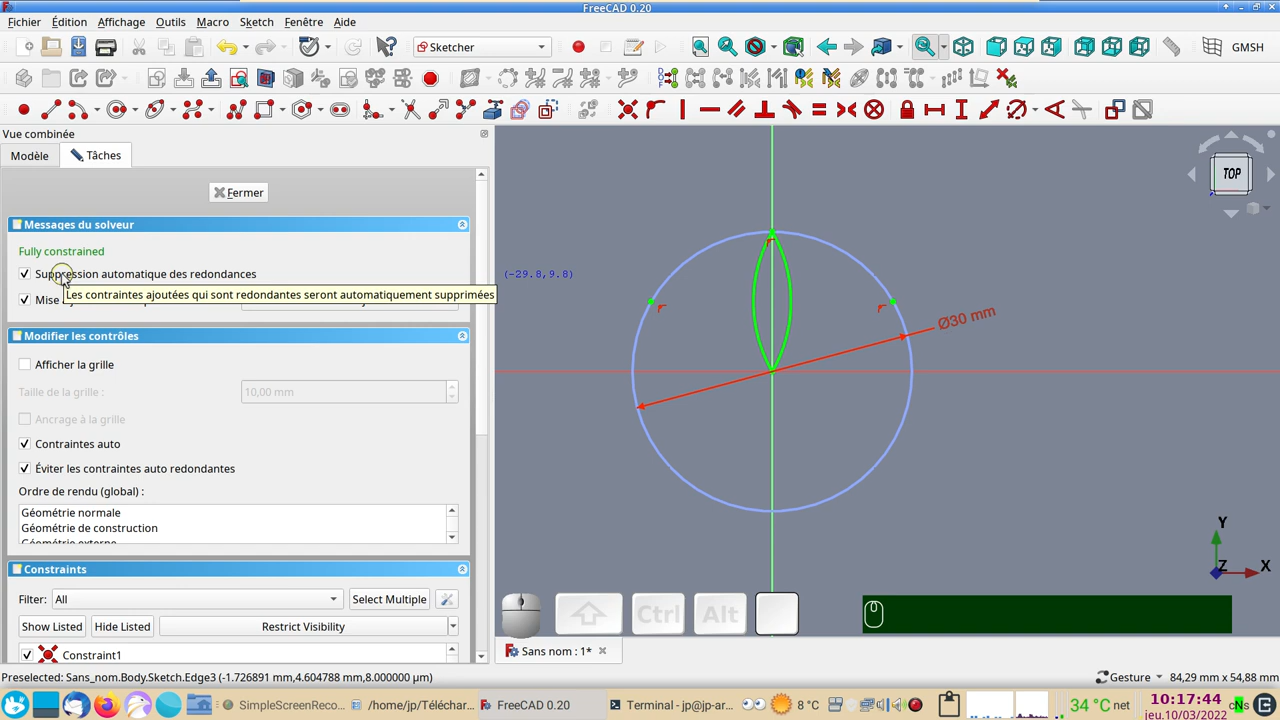 FreeCAD 0.20
Fichier Édition Affichage Outils Macro Sketch Fenêtre Aide
Sketcher
GMSH
Vue combinée
Modèle Tâches
Fermer
Messages du solveur
Fully constrained
Suppression automatique des redondances
Les contraintes ajoutées qui sont redondantes seront automatiquement supprimées
Mise
Modifier les contrôles
Afficher la grille
Taille de la grille : 10,00 mm
Ancrage à la grille
Contraintes auto
Éviter les contraintes auto redondantes
Ordre de rendu (global) :
Géométrie normale
Géométrie de construction
Géométrie externe
Constraints
Filter: All Select Multiple
Show Listed Hide Listed Restrict Visibility
Constraint1
(-29.8,9.8)
Ø30 mm
TOP
Y
Z X
Ctrl Alt
Sans nom : 1*
Preselected: Sans_nom.Body.Sketch.Edge3 (-1.726891 mm,4.604788 mm,8.000000 µm) Gesture 84,29 mm x 54,88 mm
SimpleScreenReco... /home/jp/Téléchar... FreeCAD 0.20 Terminal - jp@jp-ar... 8°C 34 °C net 10:17:44 cNs
jeu.10/03/2022